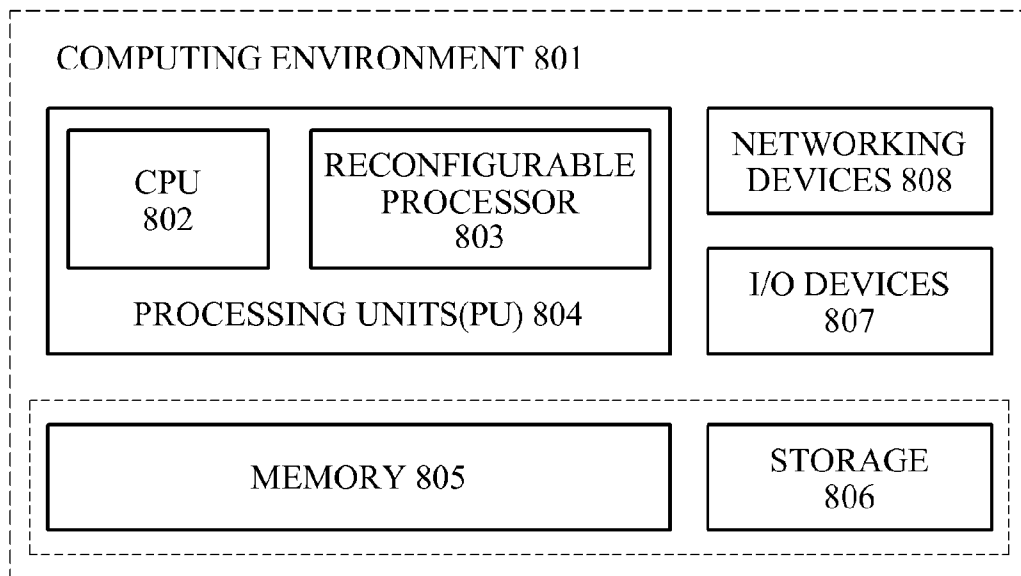 COMPUTING ENVIRONMENT 801
CPU
802
RECONFIGURABLE
PROCESSOR
803
PROCESSING UNITS(PU) 804
NETWORKING
DEVICES 808
I/O DEVICES
807
MEMORY 805
STORAGE
806